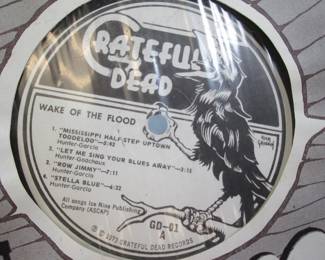 GRATEFUL
DEAD
WAKE OF THE FLOOD
1. "MISSISSIPPI HALF-STEP UPTOWN
TOODELOO"—5:42
Hunter-Garcia
2. "LET ME SING YOUR BLUES AWAY"—3:15
Hunter-Godchaux
3. "ROW JIMMY"—7:11
Hunter-Garcia
4. "STELLA BLUE"—6:22
Hunter-Garcia
All songs Ice Nine Publishing
Company (ASCAP)
GD-01
A
© ℗ 1973 GRATEFUL DEAD RECORDS